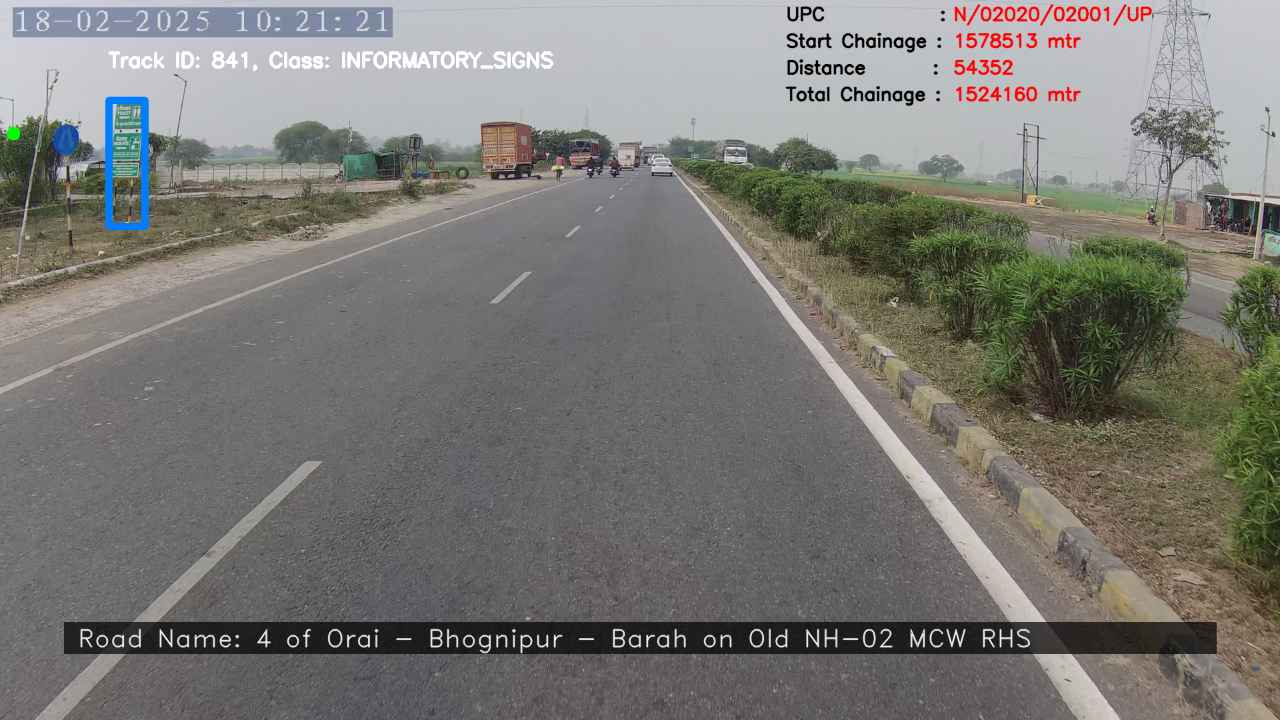 18-02-2025 10:21:21
UPC : N/02020/02001/UP
Start Chainage : 1578513 mtr
Distance : 54352
Total Chainage : 1524160 mtr
Track ID: 841, Class: INFORMATORY_SIGNS
Road Name: 4 of Orai - Bhognipur - Barah on Old NH-02 MCW RHS